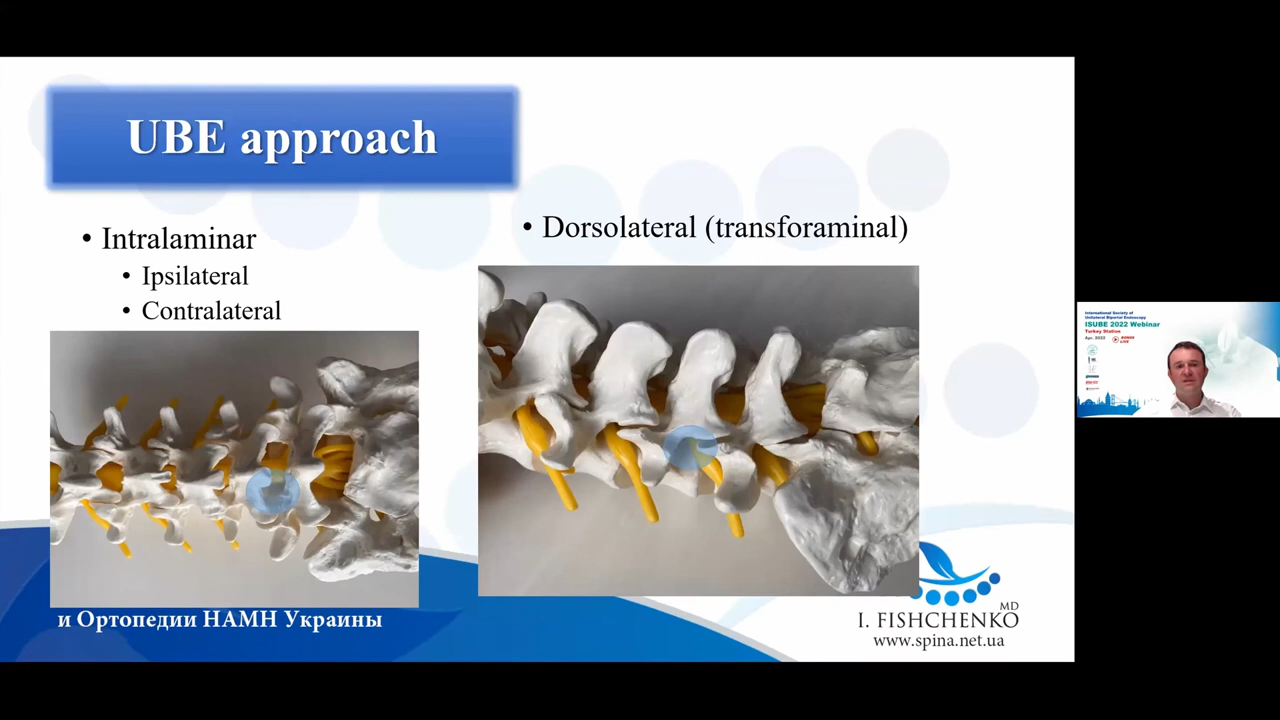 UBE approach
• Intralaminar
• Ipsilateral
• Contralateral
• Dorsolateral (transforaminal)
и Ортопедии НАМН Украины
MD
I. FISHCHENKO
www.spina.net.ua
International Society of
Unilateral Biportal Endoscopy
ISUBE 2022 Webinar
Turkey Station
Apr. 2022